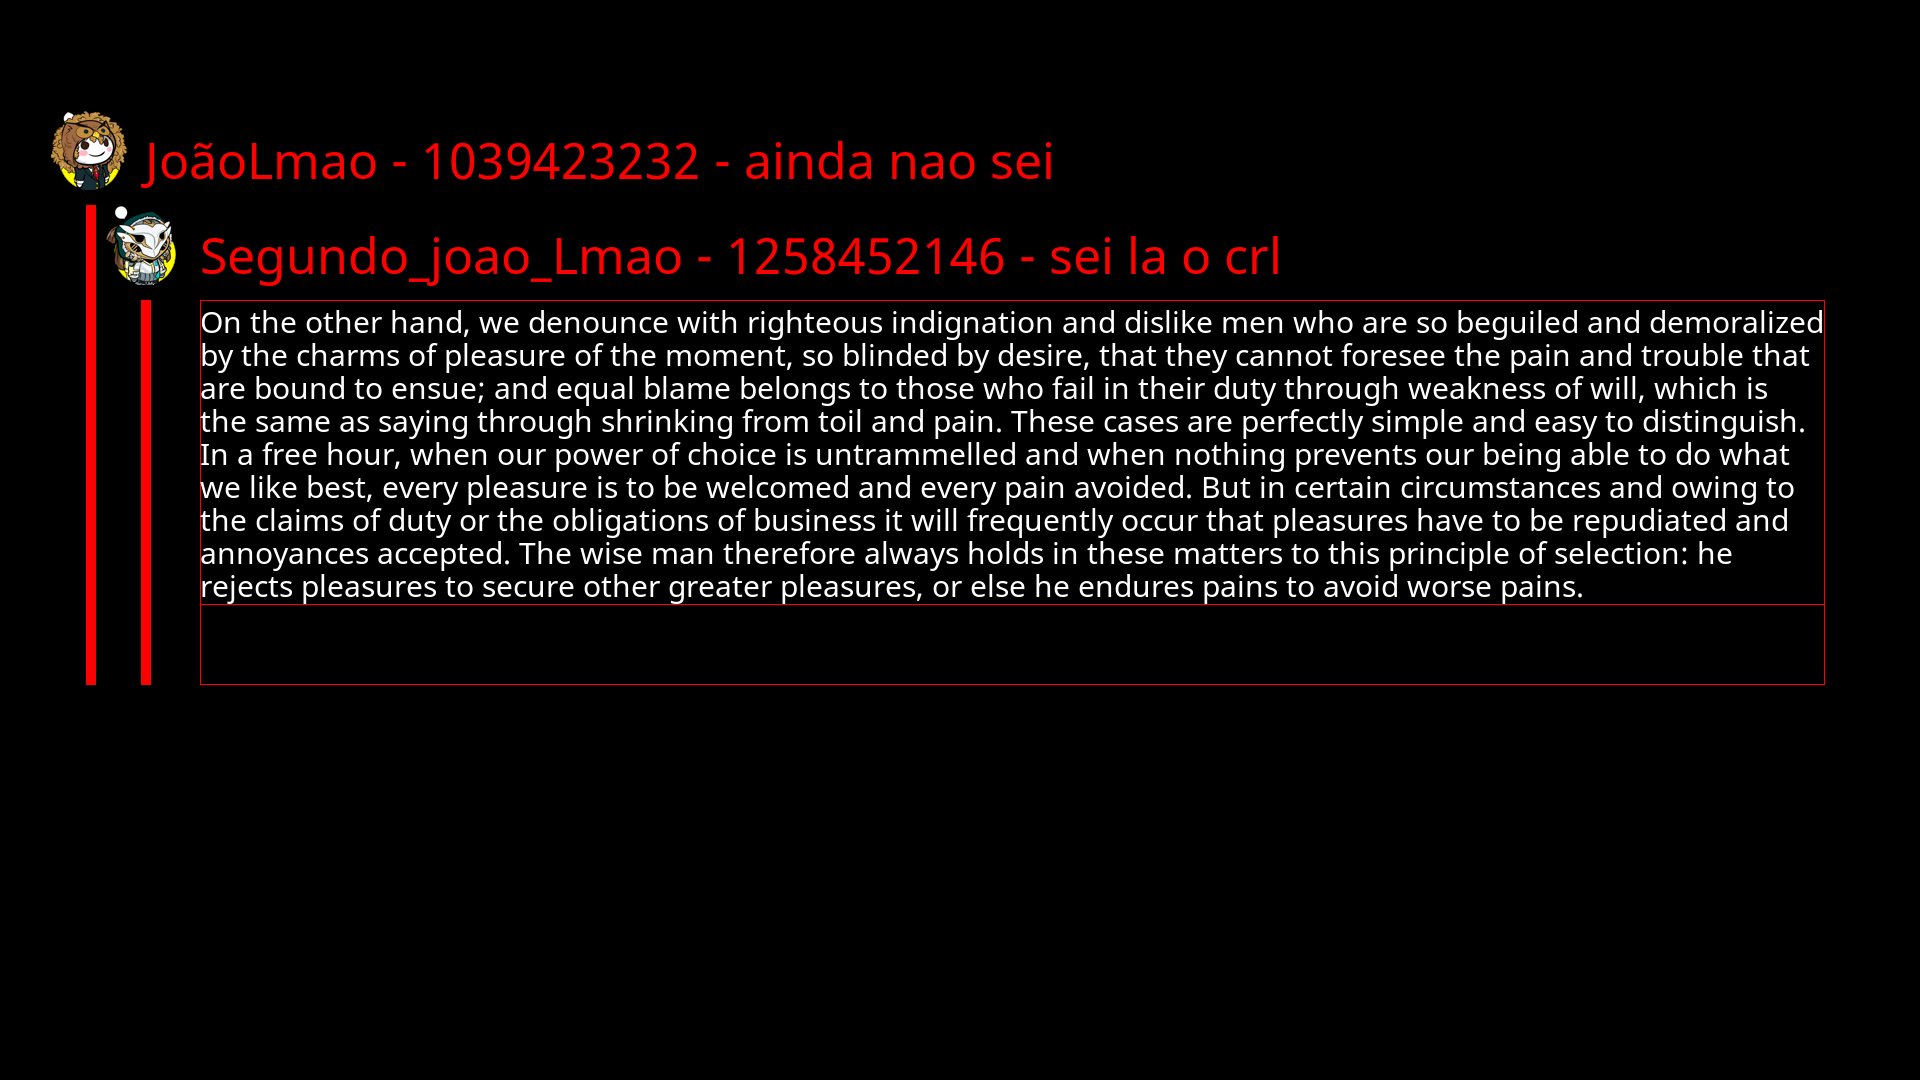 JoãoLmao - 1039423232 - ainda nao sei
Segundo_joao_Lmao - 1258452146 - sei la o crl
On the other hand, we denounce with righteous indignation and dislike men who are so beguiled and demoralized
by the charms of pleasure of the moment, so blinded by desire, that they cannot foresee the pain and trouble that
are bound to ensue; and equal blame belongs to those who fail in their duty through weakness of will, which is
the same as saying through shrinking from toil and pain. These cases are perfectly simple and easy to distinguish.
In a free hour, when our power of choice is untrammelled and when nothing prevents our being able to do what
we like best, every pleasure is to be welcomed and every pain avoided. But in certain circumstances and owing to
the claims of duty or the obligations of business it will frequently occur that pleasures have to be repudiated and
annoyances accepted. The wise man therefore always holds in these matters to this principle of selection: he
rejects pleasures to secure other greater pleasures, or else he endures pains to avoid worse pains.